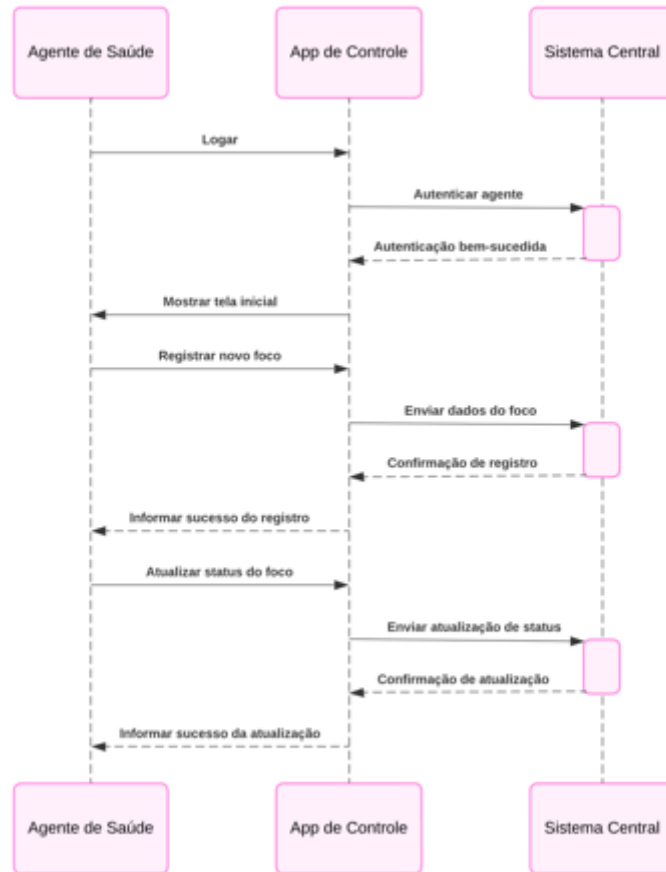 Agente de Saúde
App de Controle
Sistema Central
Logar
Autenticar agente
Autenticação bem-sucedida
Mostrar tela inicial
Registrar novo foco
Enviar dados do foco
Confirmação de registro
Informar sucesso do registro
Atualizar status do foco
Enviar atualização de status
Confirmação de atualização
Informar sucesso da atualização
Agente de Saúde
App de Controle
Sistema Central